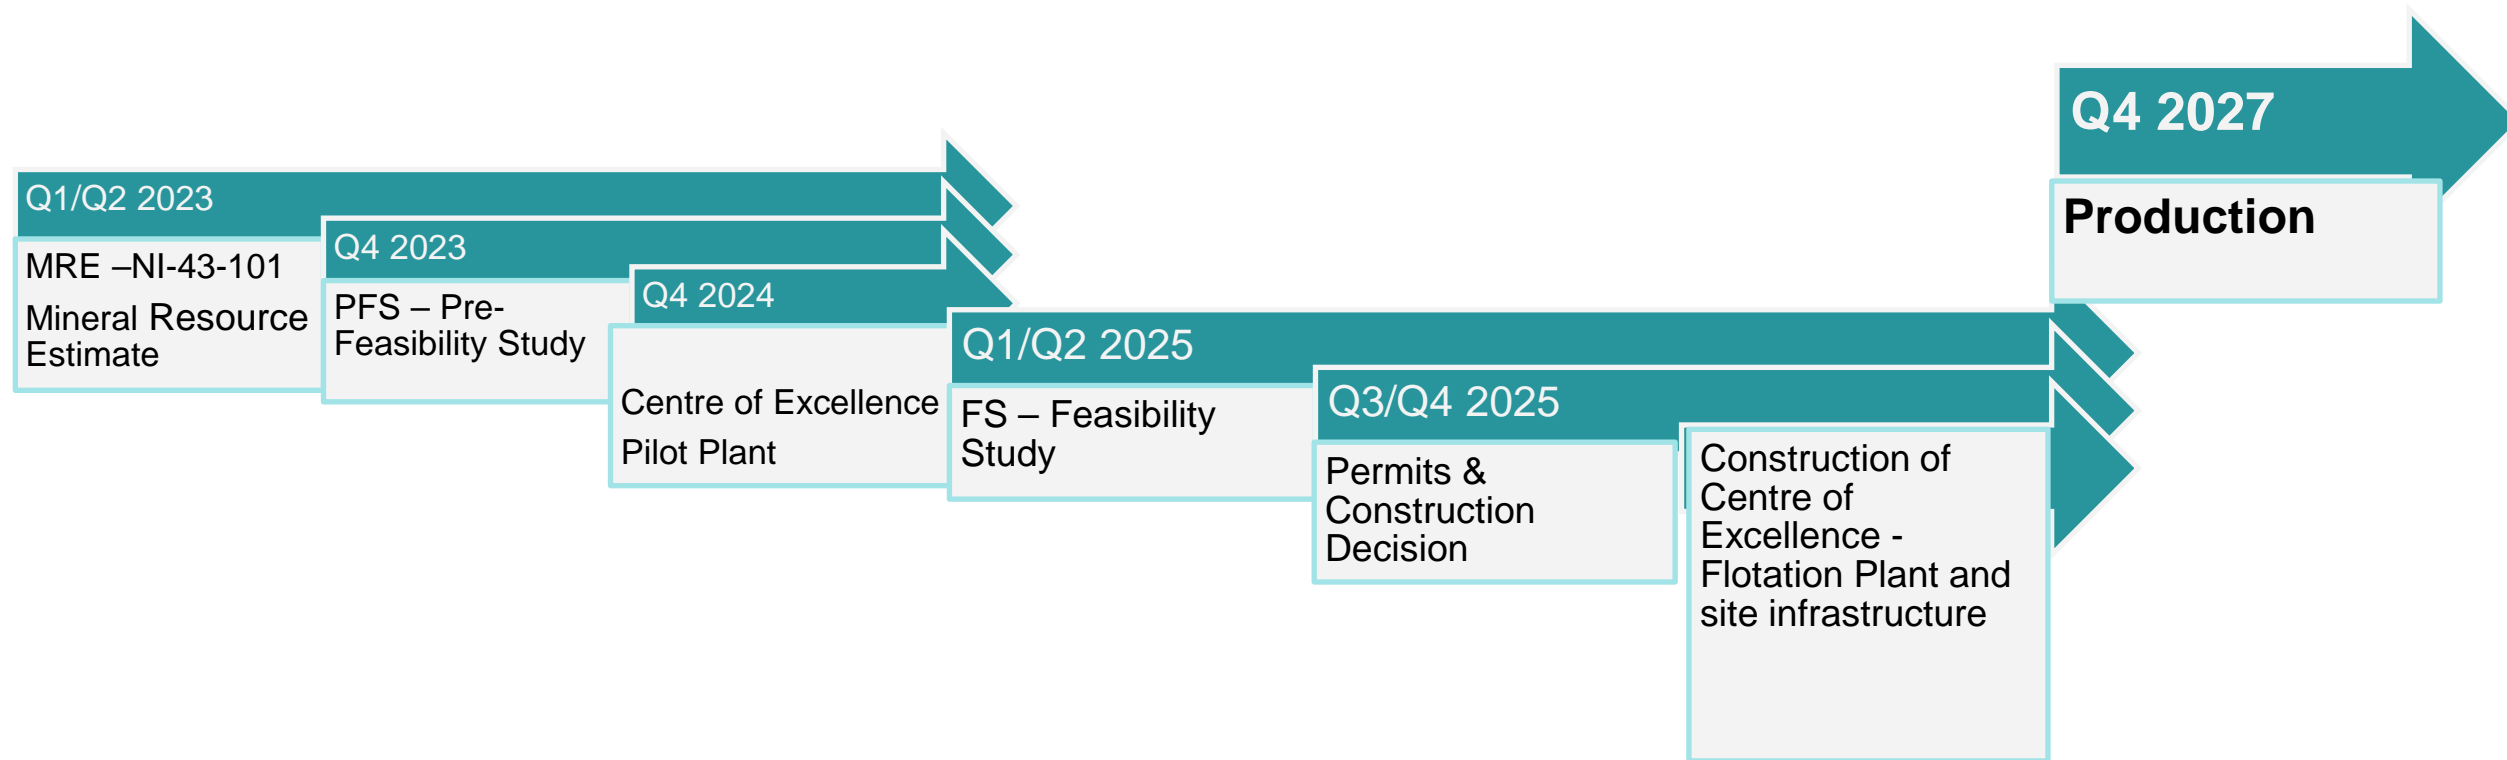 Q1/Q2 2023
MRE –NI-43-101
Mineral Resource
Estimate
Q4 2023
PFS – Pre-
Feasibility Study
Q4 2024
Centre of Excellence
Pilot Plant
Q1/Q2 2025
FS – Feasibility
Study
Q3/Q4 2025
Permits &
Construction
Decision
Construction of
Centre of
Excellence -
Flotation Plant and
site infrastructure
Q4 2027
Production